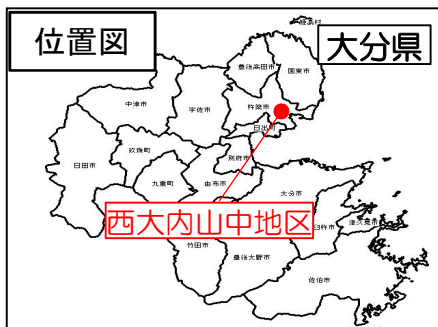 位置図
大分県
姫島村
豊後高田市
国東市
中津市
宇佐市
杵築市
日出町
日田市
玖珠町
別府市
九重町
由布市
大分市
西大内山中地区
臼杵市
津久見市
竹田市
豊後大野市
佐伯市